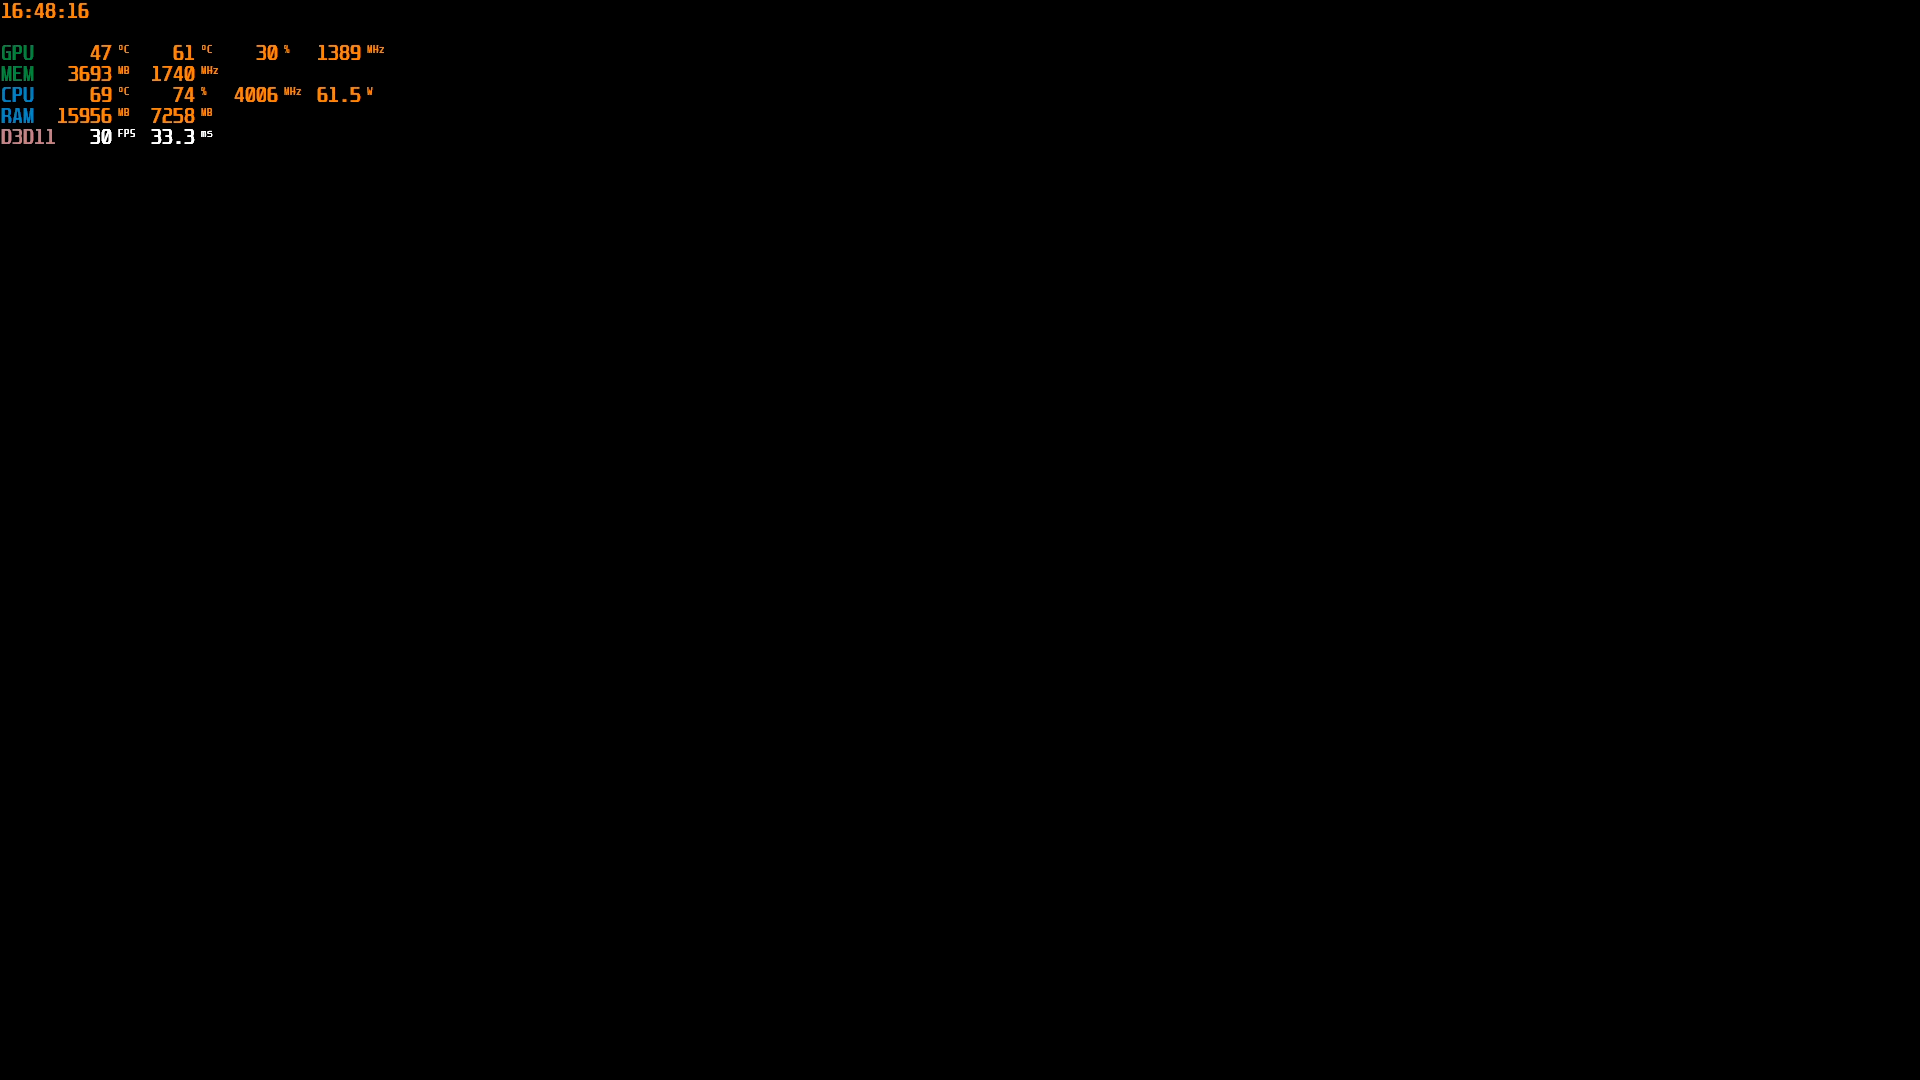 16:48:16
GPU 47 °C 61 °C 30 % 1389 MHz
MEM 3693 MB 1740 MHz
CPU 69 °C 74 % 4006 MHz 61.5 W
RAM 15956 MB 7258 MB
D3D11 30 FPS 33.3 ms